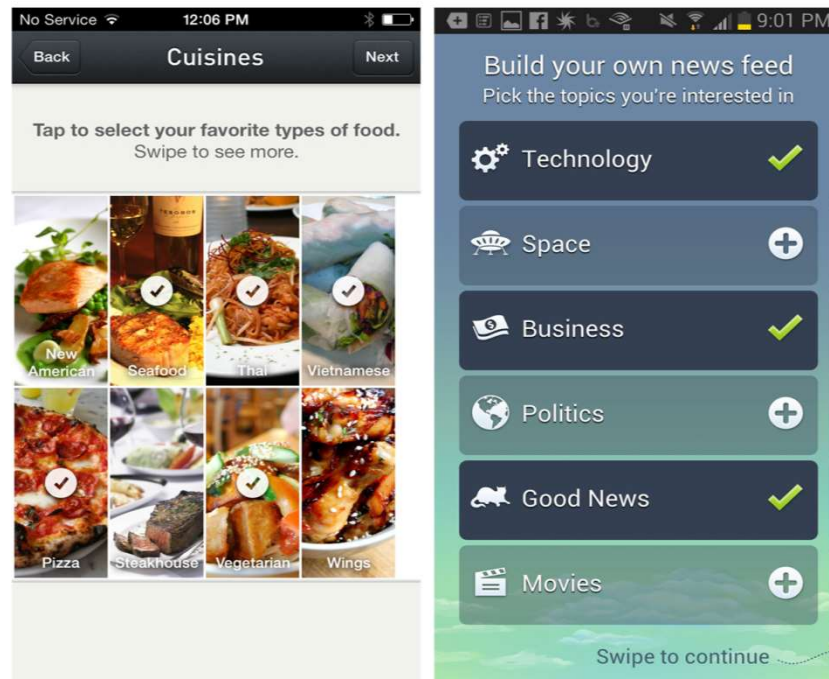 No Service 12:06 PM
Back Cuisines Next
Tap to select your favorite types of food.
Swipe to see more.
New American
Seafood
Thai
Vietnamese
Pizza
Steakhouse
Vegetarian
Wings
9:01 PM
Build your own news feed
Pick the topics you're interested in
Technology
Space
Business
Politics
Good News
Movies
Swipe to continue